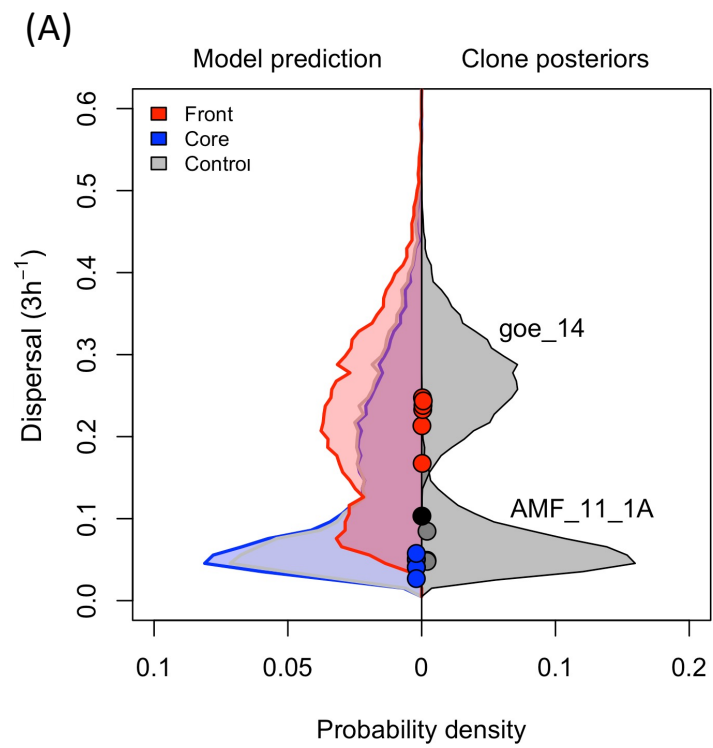 (A)
Model prediction
Clone posteriors
Front
Core
Control
0.6
0.5
0.4
0.3
0.2
0.1
0.0
Dispersal (3h⁻¹)
goe_14
AMF_11_1A
0.1
0.05
0
0.1
0.2
Probability density